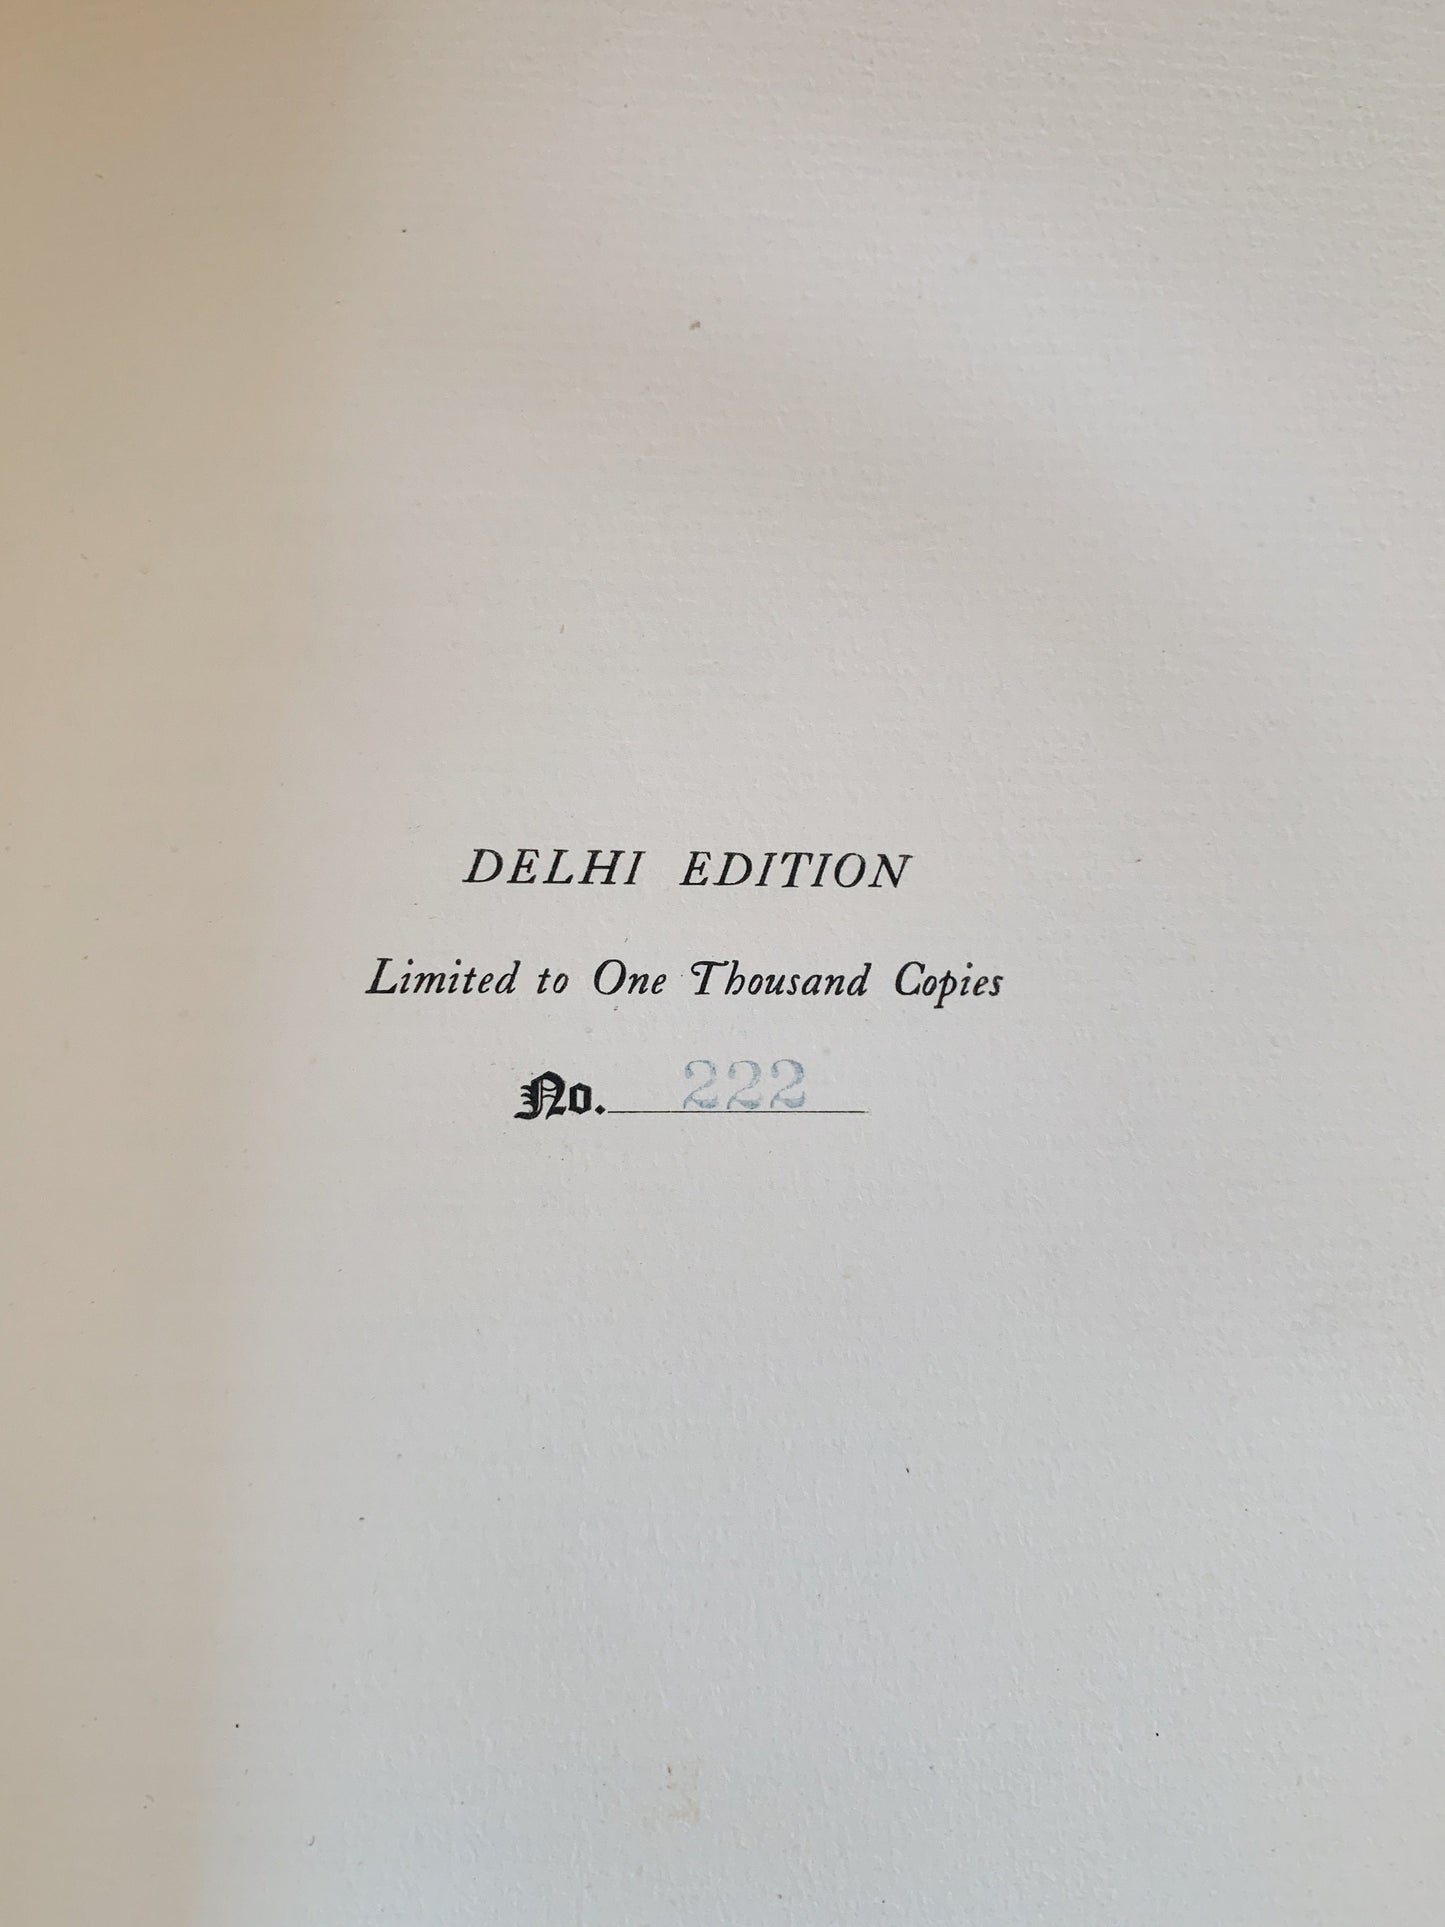 DELHI EDITION
Limited to One Thousand Copies
No. 222